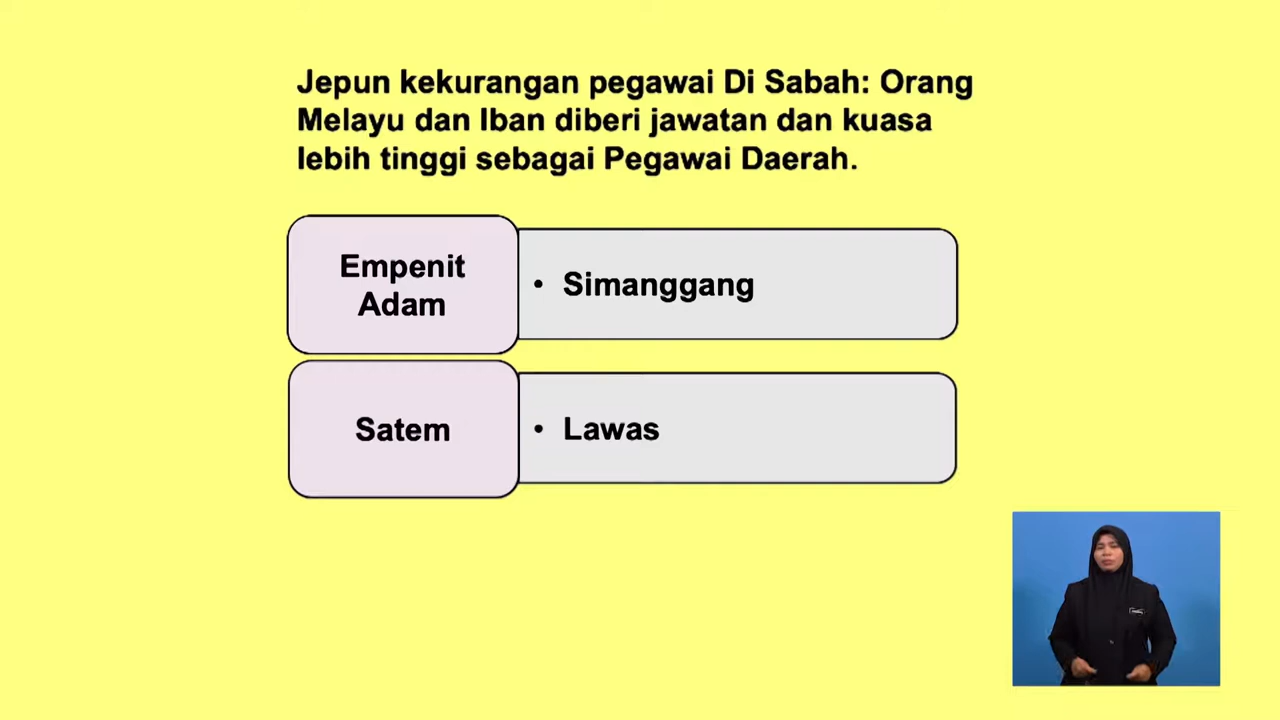 Jepun kekurangan pegawai Di Sabah: Orang
Melayu dan Iban diberi jawatan dan kuasa
lebih tinggi sebagai Pegawai Daerah.
Empenit
Adam
• Simanggang
Satem
• Lawas